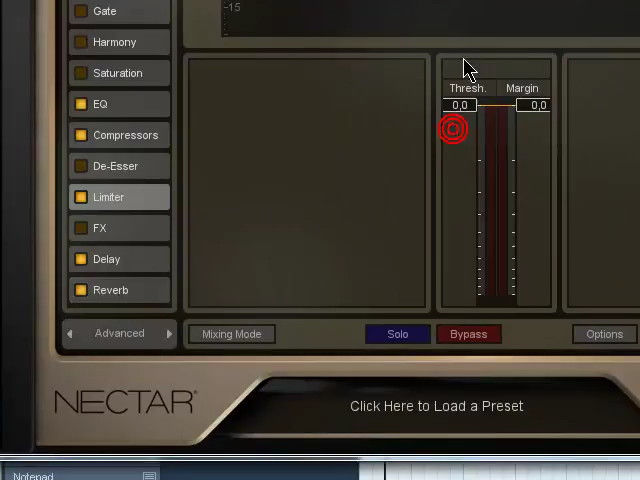 -15
Gate
Harmony
Saturation
EQ
Compressors
De-Esser
Limiter
FX
Delay
Reverb
Thresh. Margin
0,0 0,0
Advanced
Mixing Mode Solo Bypass Options
NECTAR®
Click Here to Load a Preset
Notepad